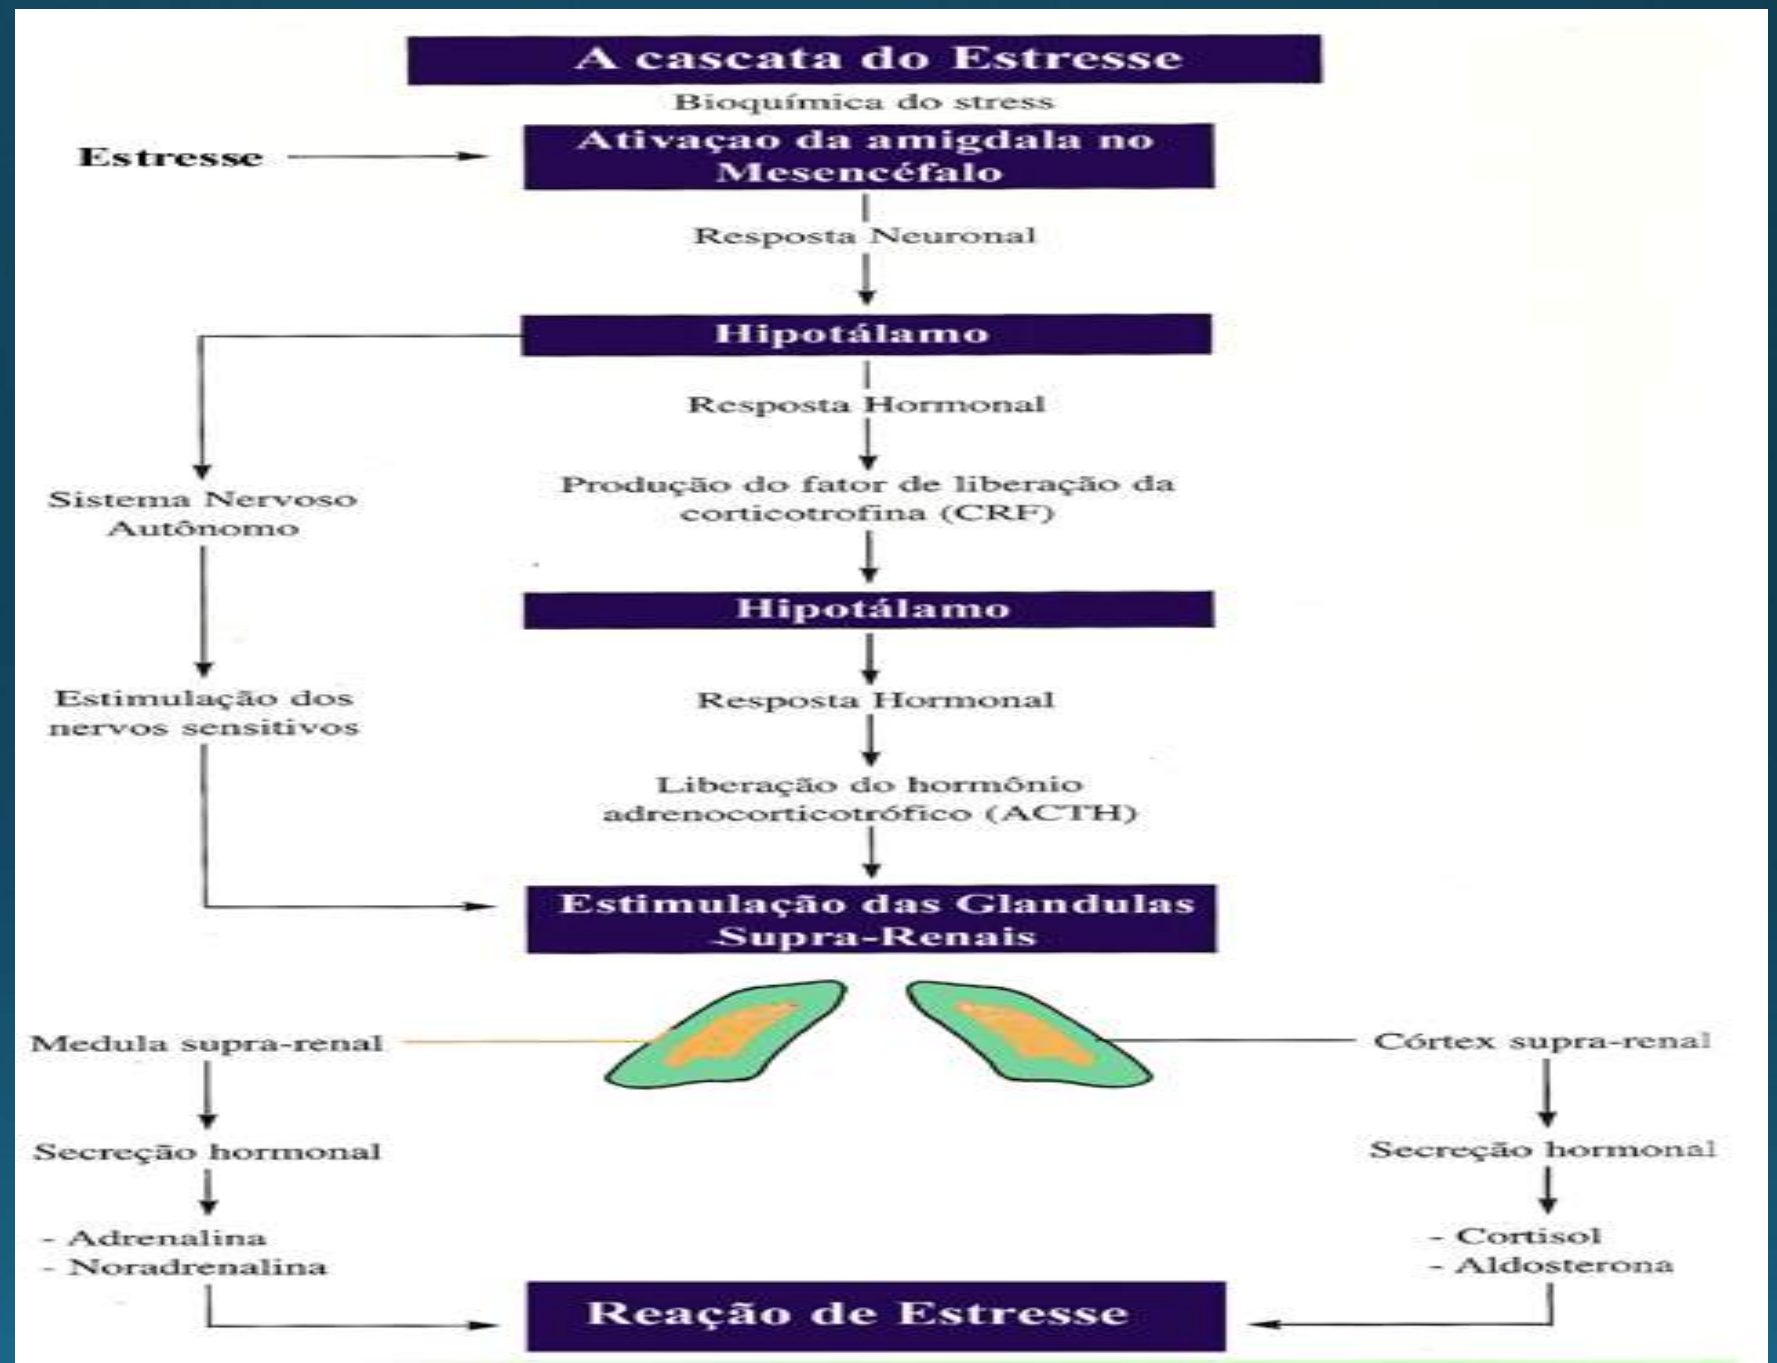 A cascata do Estresse
Bioquímica do stress
Estresse
Ativaçao da amigdala no
Mesencéfalo
Resposta Neuronal
Hipotálamo
Resposta Hormonal
Sistema Nervoso
Autônomo
Produção do fator de liberação da
corticotrofina (CRF)
Hipotálamo
Estimulação dos
nervos sensitivos
Resposta Hormonal
Liberação do hormônio
adrenocorticotrófico (ACTH)
Estimulação das Glandulas
Supra-Renais
Medula supra-renal
Córtex supra-renal
Secreção hormonal
Secreção hormonal
- Adrenalina
- Noradrenalina
- Cortisol
- Aldosterona
Reação de Estresse